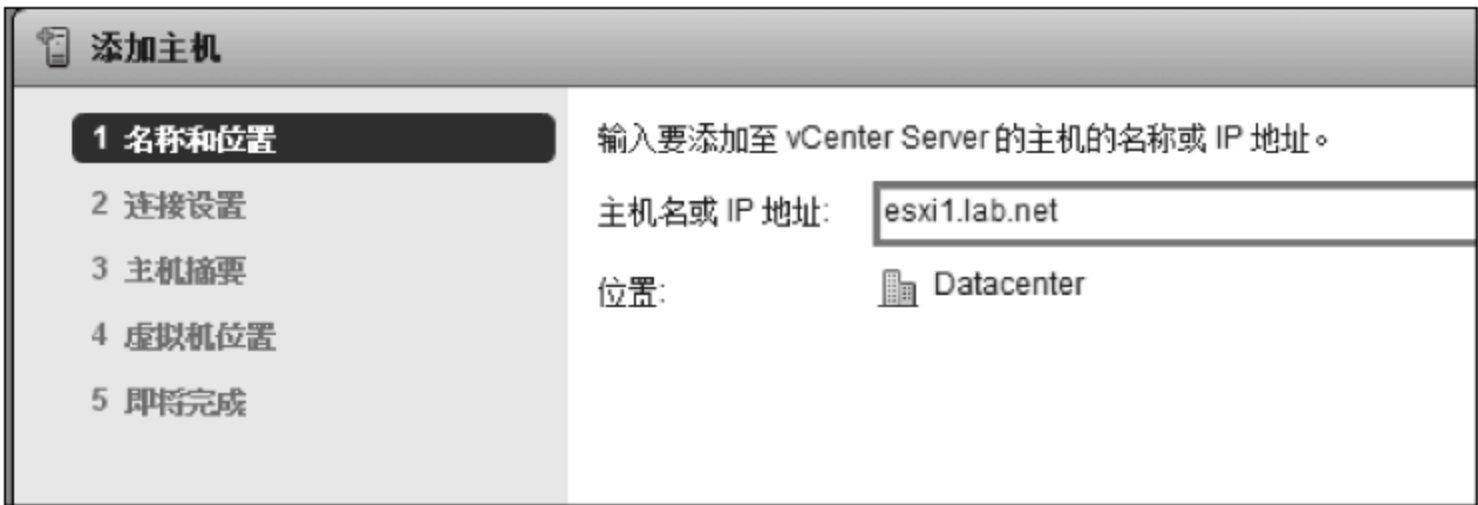 添加主机
1 名称和位置
2 连接设置
3 主机摘要
4 虚拟机位置
5 即将完成
输入要添加至 vCenter Server 的主机的名称或 IP 地址。
主机名或 IP 地址: esxi1.lab.net
位置: Datacenter